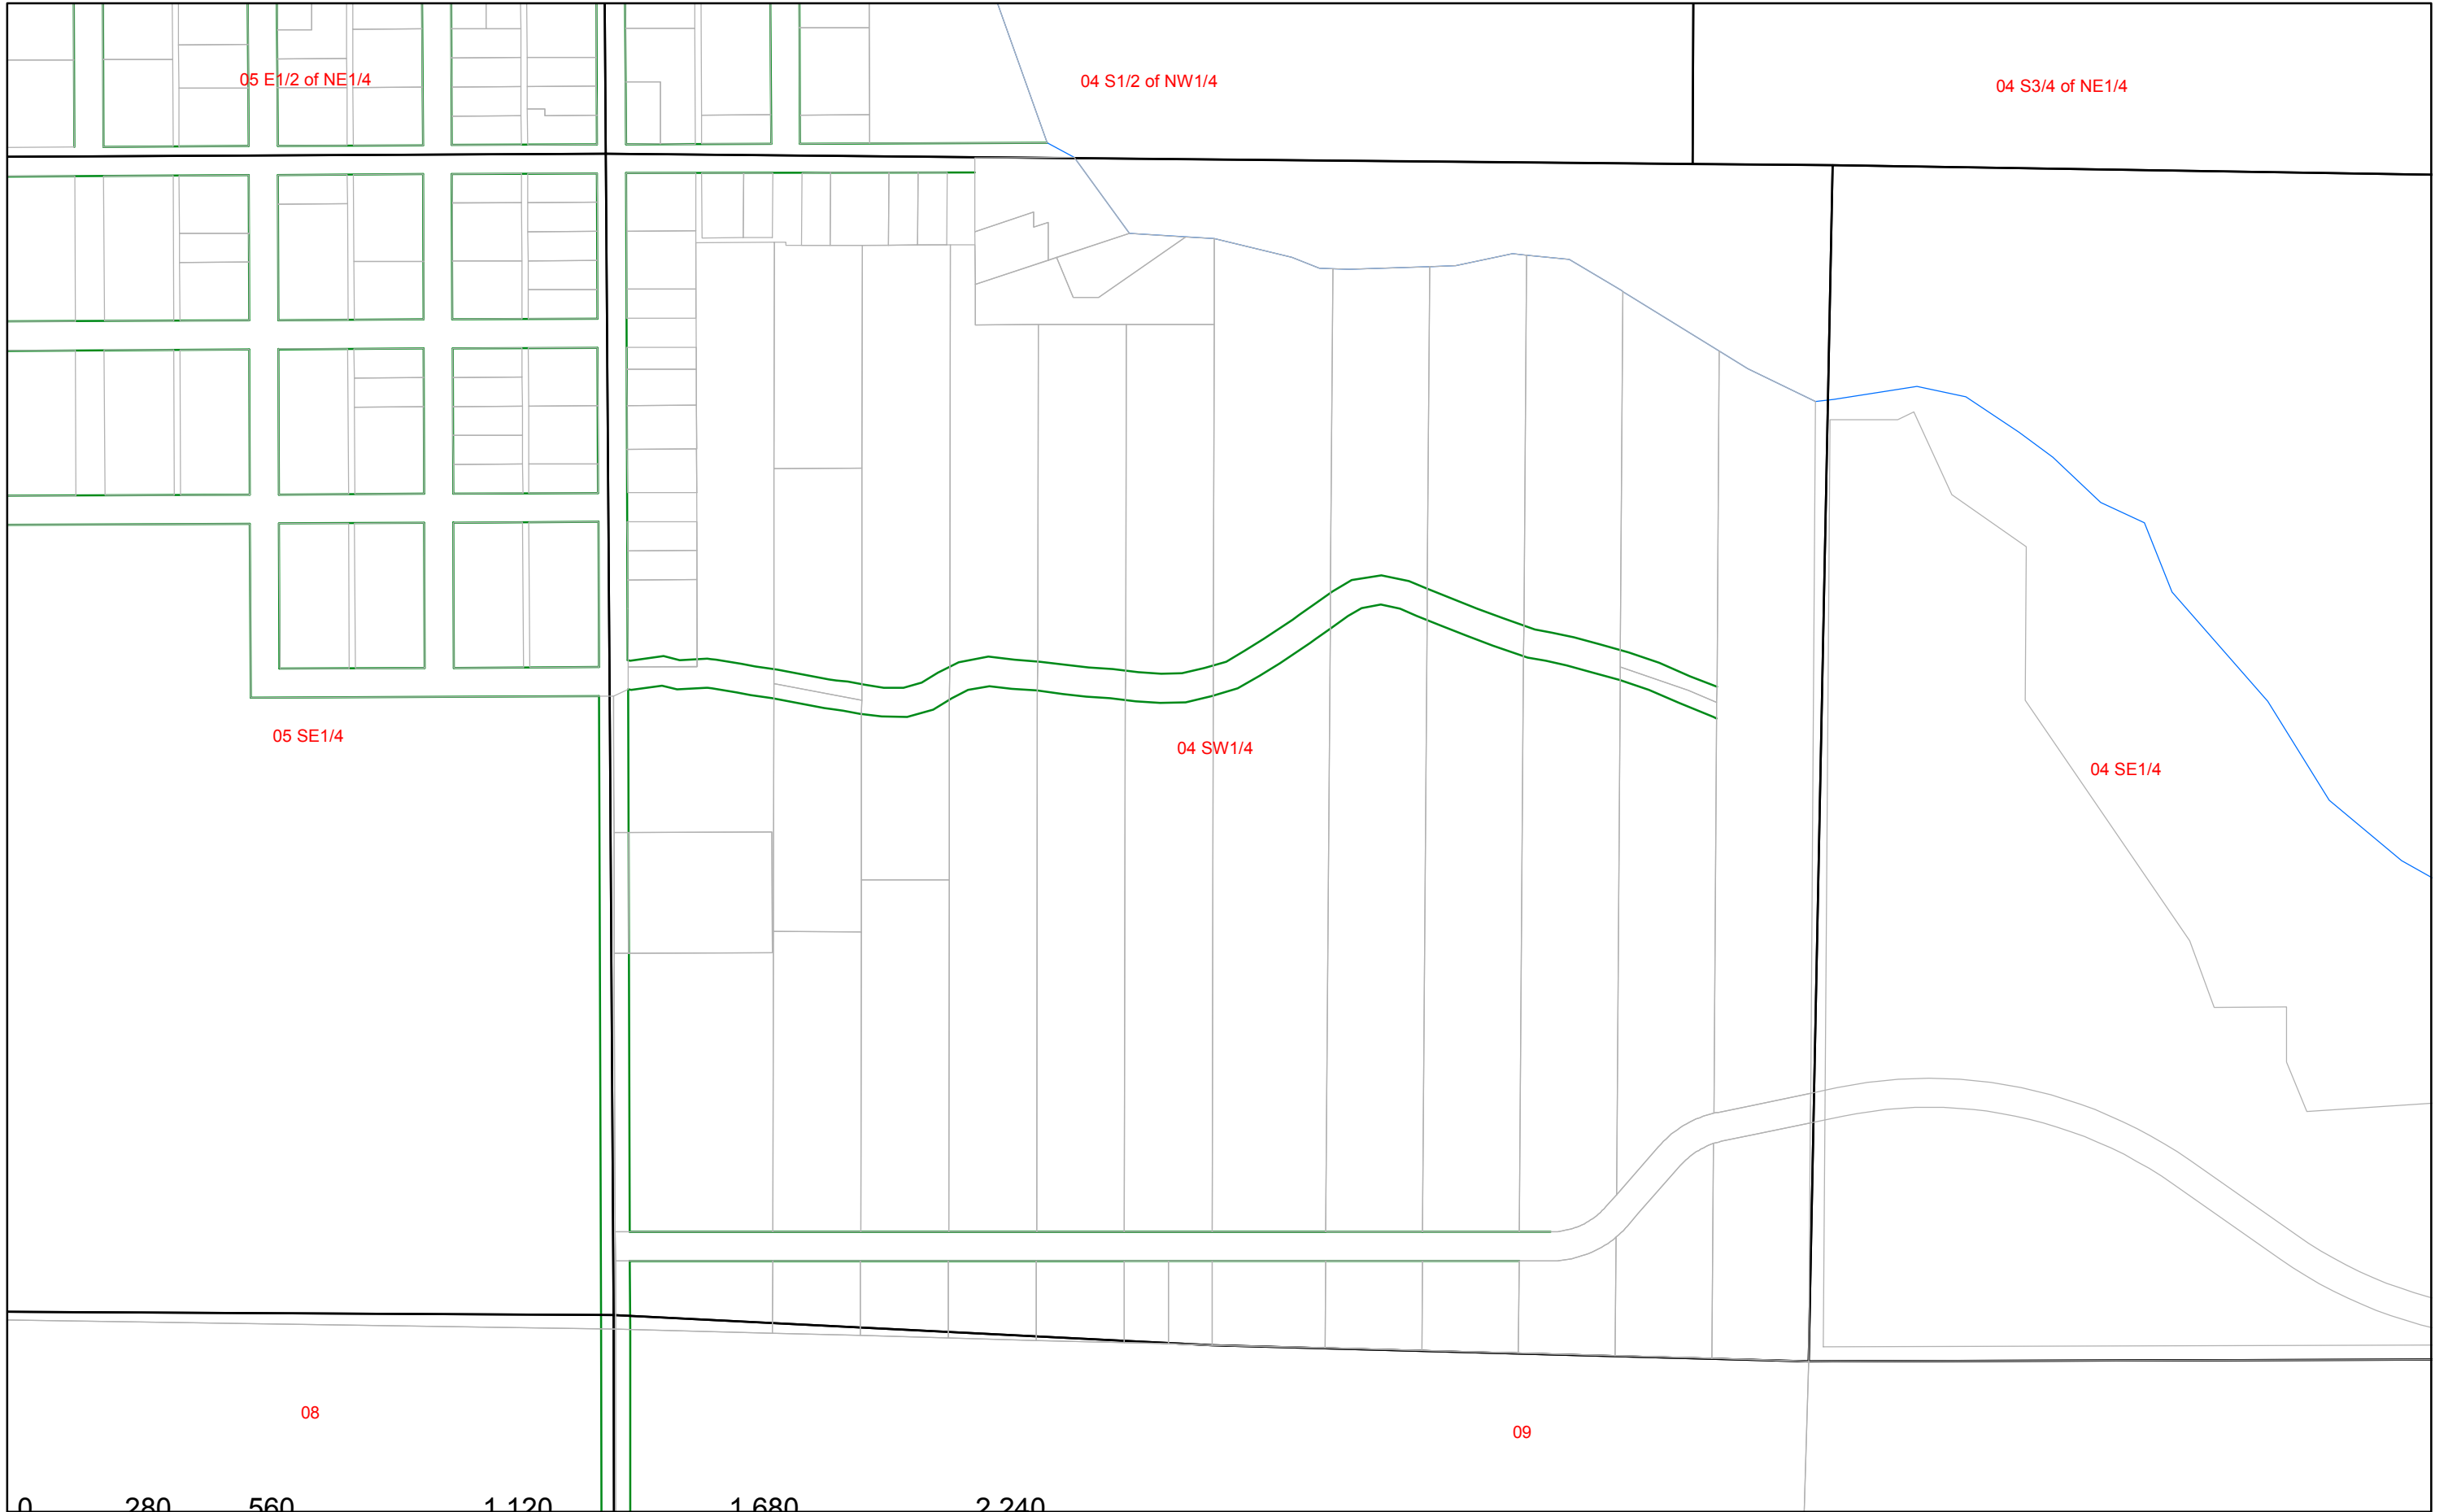 05 E1/2 of NE1/4
04 S1/2 of NW1/4
04 S3/4 of NE1/4
05 SE1/4
04 SW1/4
04 SE1/4
08
09
0 280 560 1,120 1,680 2,240